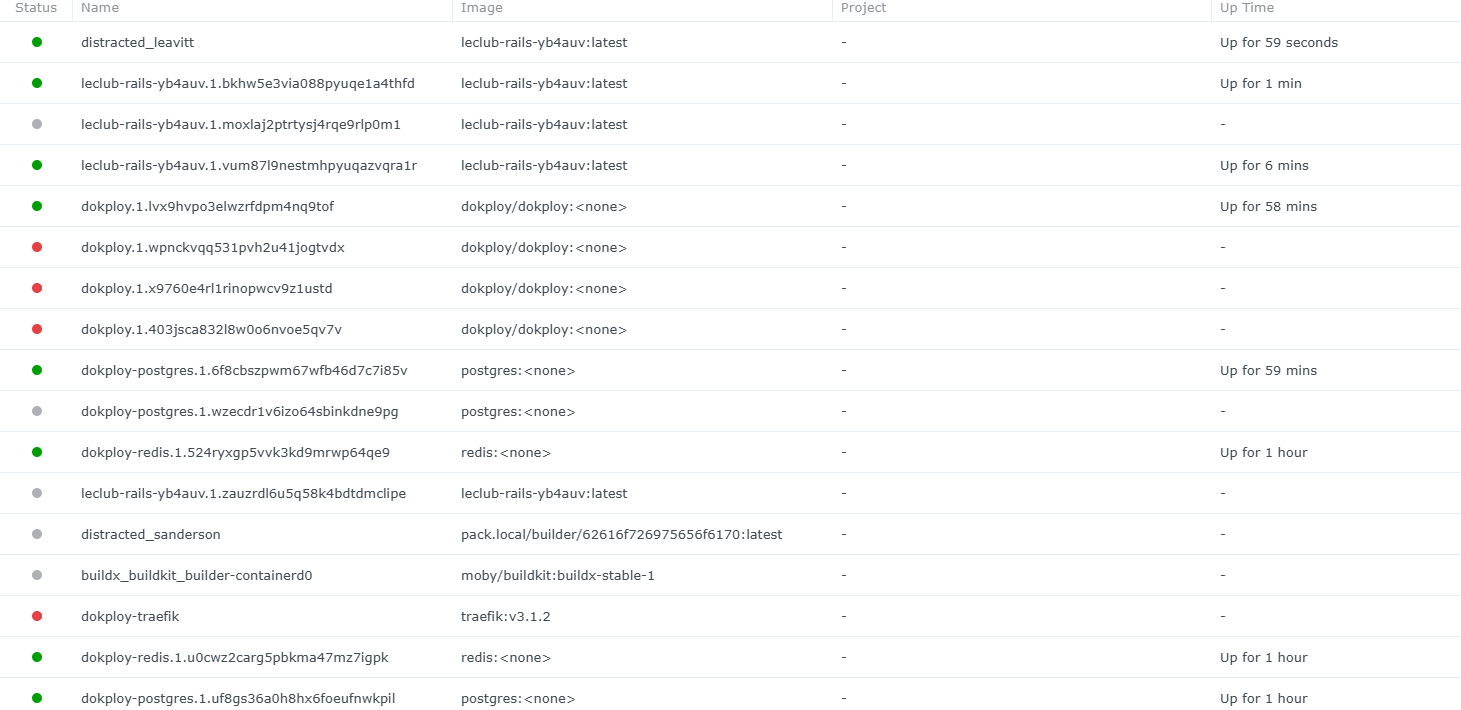 Status Name Image Project Up Time
distracted_leavitt leclub-rails-yb4auv:latest - Up for 59 seconds
leclub-rails-yb4auv.1.bkhw5e3via088pyuqe1a4thfd leclub-rails-yb4auv:latest - Up for 1 min
leclub-rails-yb4auv.1.moxlaj2ptrtysj4rqe9rlp0m1 leclub-rails-yb4auv:latest - -
leclub-rails-yb4auv.1.vum87l9nestmhpyuqazvqra1r leclub-rails-yb4auv:latest - Up for 6 mins
dokploy.1.lvx9hvpo3elwzrfdpm4nq9tof dokploy/dokploy:<none> - Up for 58 mins
dokploy.1.wpnckvqq531pvh2u41jogtvdx dokploy/dokploy:<none> - -
dokploy.1.x9760e4rl1rinopwcv9z1ustd dokploy/dokploy:<none> - -
dokploy.1.403jsca832l8w0o6nvoe5qv7v dokploy/dokploy:<none> - -
dokploy-postgres.1.6f8cbszpwm67wfb46d7c7i85v postgres:<none> - Up for 59 mins
dokploy-postgres.1.wzecdr1v6izo64sbinkdne9pg postgres:<none> - -
dokploy-redis.1.524ryxgp5vvk3kd9mrwp64qe9 redis:<none> - Up for 1 hour
leclub-rails-yb4auv.1.zauzrdl6u5q58k4bdtdmclipe leclub-rails-yb4auv:latest - -
distracted_sanderson pack.local/builder/62616f726975656f6170:latest - -
buildx_buildkit_builder-containerd0 moby/buildkit:buildx-stable-1 - -
dokploy-traefik traefik:v3.1.2 - -
dokploy-redis.1.u0cwz2carg5pbkma47mz7igpk redis:<none> - Up for 1 hour
dokploy-postgres.1.uf8gs36a0h8hx6foeufnwkpil postgres:<none> - Up for 1 hour